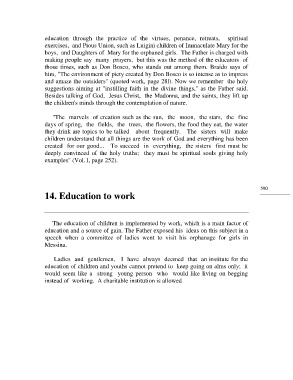 education through the practice of the virtues, penance, retreats, spiritual
exercises, and Pious Union, such as Luigini children of Immaculate Mary for the
boys, and Daughters of Mary for the orphaned girls. The Father is charged with
making people say many prayers, but this was the method of the educators of
those times, such as Don Bosco, who stands out among them. Braido says of
him, "The environment of piety created by Don Bosco is so intense as to impress
and amaze the outsiders" (quoted work, page 28). Now we remember the holy
suggestions aiming at "instilling faith in the divine things," as the Father said.
Besides talking of God, Jesus Christ, the Madonna, and the saints, they lift up
the children's minds through the contemplation of nature.
"The marvels of creation such as the sun, the moon, the stars, the fine
days of spring, the fields, the trees, the flowers, the food they eat, the water
they drink are topics to be talked about frequently. The sisters will make
children understand that all things are the work of God and everything has been
created for our good... To succeed in everything, the sisters first must be
deeply convinced of the holy truths; they must be spiritual souls giving holy
examples" (Vol. 1, page 252).
590
14. Education to work
The education of children is implemented by work, which is a main factor of
education and a source of gain. The Father exposed his ideas on this subject in a
speech when a committee of ladies went to visit his orphanage for girls in
Messina.
Ladies and gentlemen, I have always deemed that an institute for the
education of children and youths cannot pretend to keep going on alms only; it
would seem like a strong young person who would like living on begging
instead of working. A charitable institution is allowed